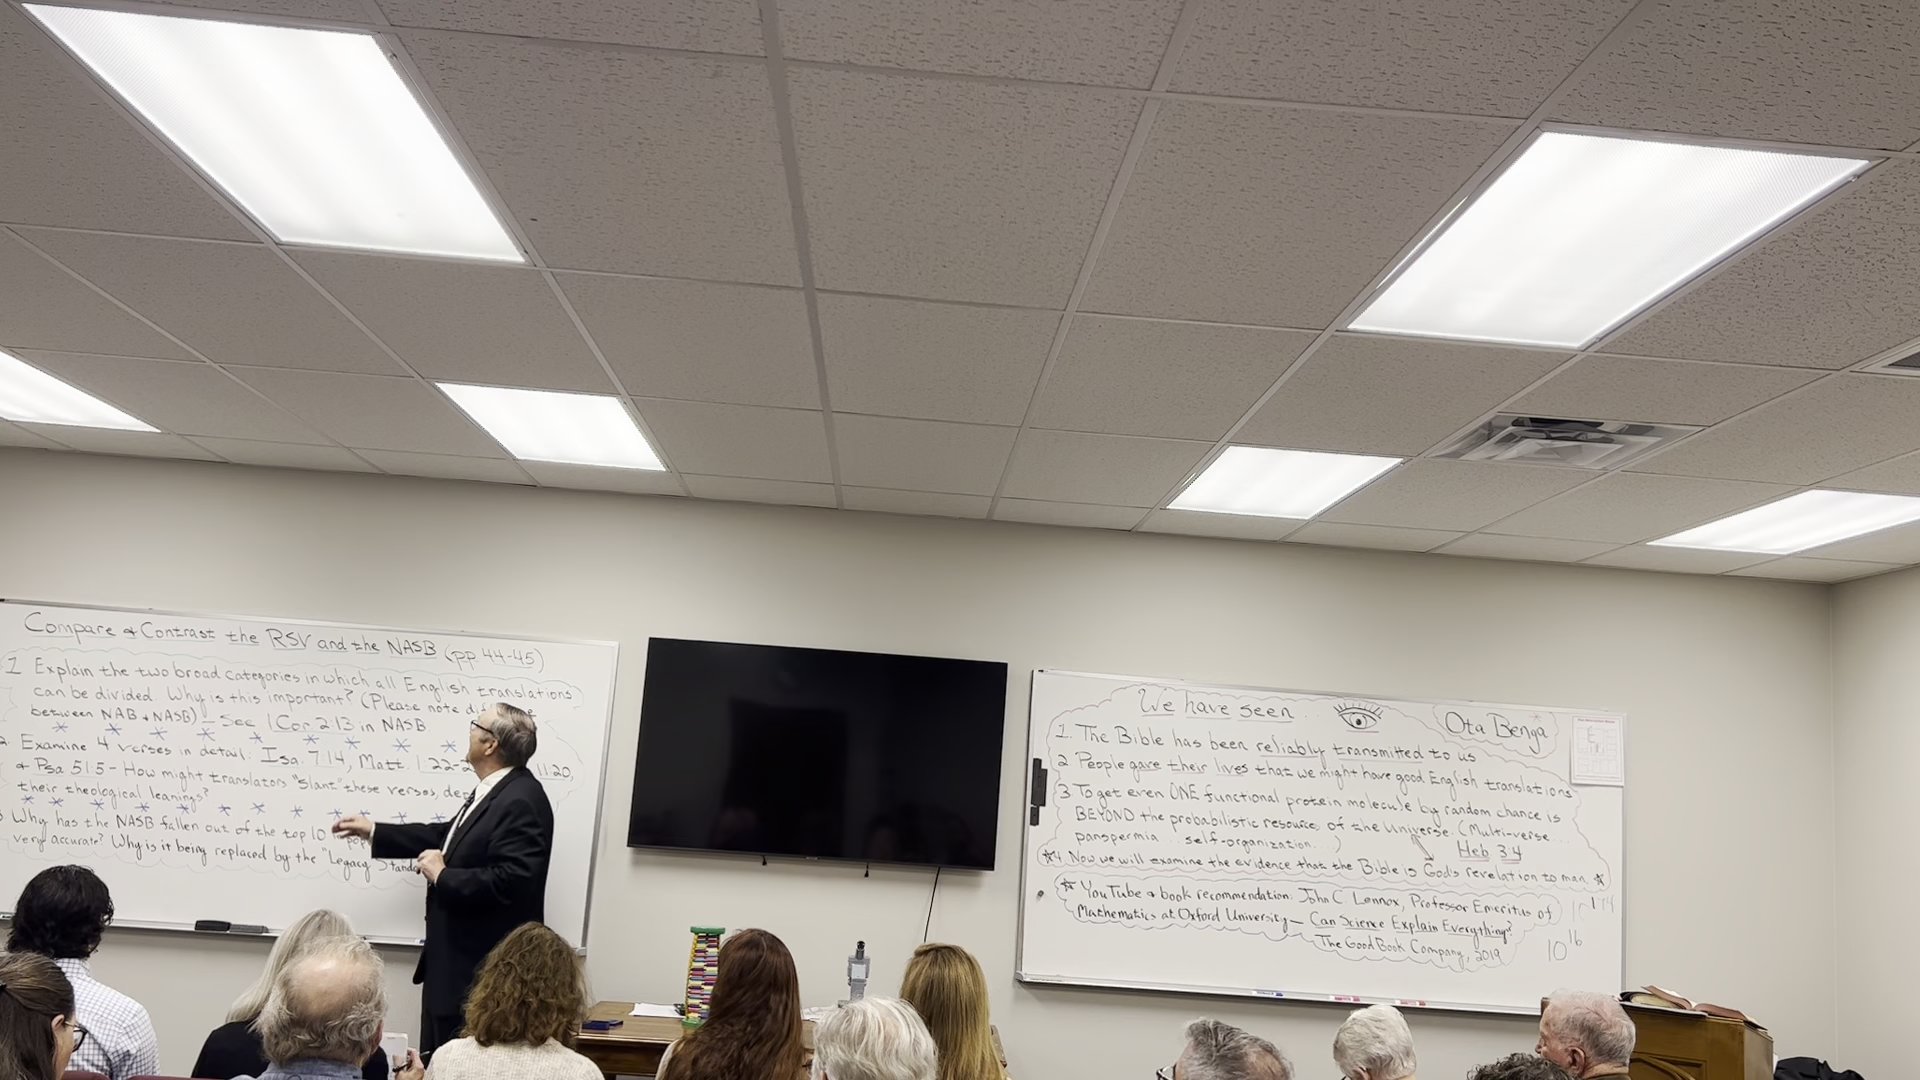 Compare & Contrast the RSV and the NASB (pp 44-45)
1 Explain the two broad categories in which all English translations
can be divided. Why is this important? (Please note
between NAB & NASB) - See 1 Cor 2:13 in NASB
2. Examine 4 verses in detail. Isa. 7:14, Matt. 1:22-2 11:20,
& Psa 51:5 - How might translators "slant" these verses,
their theological leanings?
Why has the NASB fallen out of the top 10
very accurate? Why is it being replaced by the "Legacy Standa
We have seen...
Ota Benga
1. The Bible has been reliably transmitted to us
2 People gave their lives that we might have good English translations
3 To get even ONE functional protein molecule by random chance is
BEYOND the probabilistic resources of the Universe. (Multi-verse...
panspermia...self-organization...)
Heb 3:4
4. Now we will examine the evidence that the Bible is God's revelation to man.
YouTube & book recommendation: John C. Lennox, Professor Emeritus of
Mathematics at Oxford University — Can Science Explain Everything?
The Good Book Company, 2019
10 16